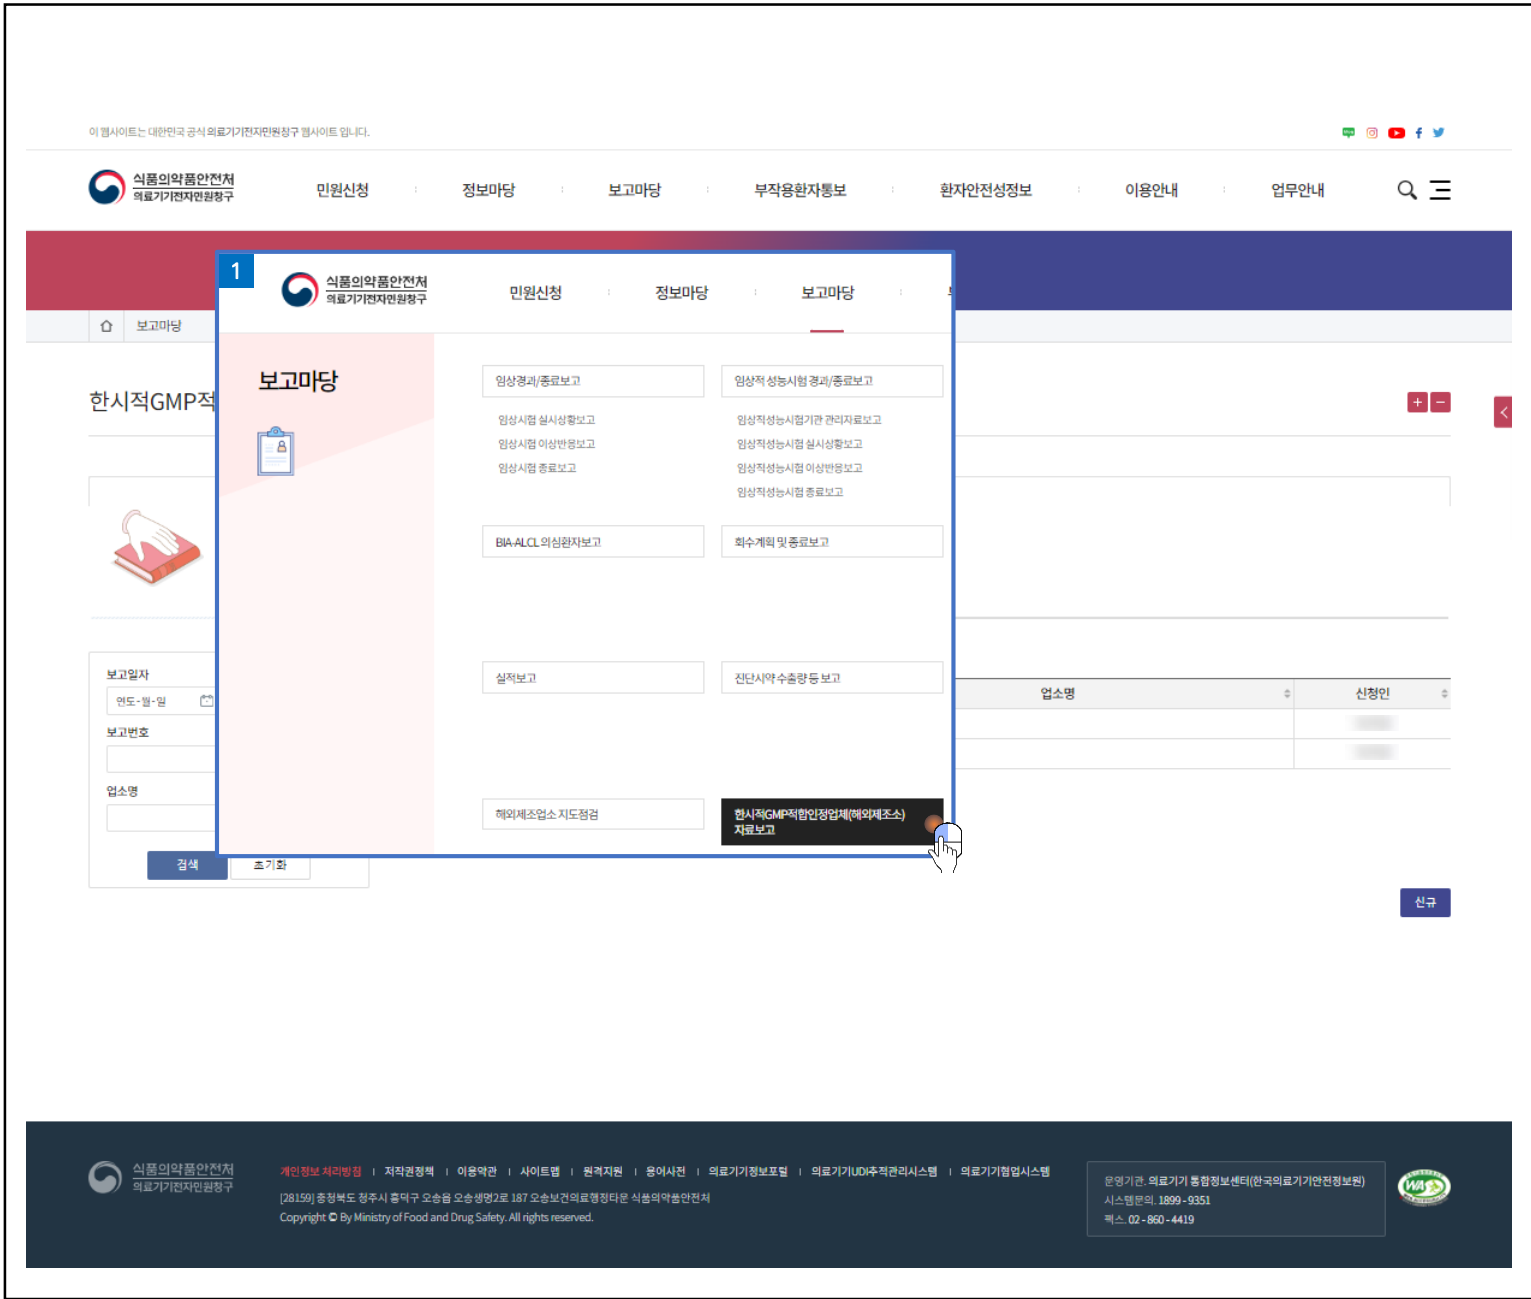 이 웹사이트는 대한민국 공식 의료기기전자민원창구 웹사이트 입니다.
식품의약품안전처
의료기기전자민원창구
민원신청
정보마당
보고마당
부작용환자통보
환자안전성정보
이용안내
업무안내
보고마당
한시적GMP적
1
식품의약품안전처
의료기기전자민원창구
민원신청
정보마당
보고마당
보고마당
임상경과/종료보고
임상시험 실시상황보고
임상시험 이상반응보고
임상시험 종료보고
임상적 성능시험 경과/종료보고
임상적성능시험기관 관리자료보고
임상적성능시험 실시상황보고
임상적성능시험 이상반응보고
임상적성능시험 종료보고
BIA-ALCL 의심환자보고
회수계획 및 종료보고
실적보고
진단시약 수출량 등 보고
해외제조업소 지도점검
한시적GMP적합인정업체(해외제조소)
자료보고
보고일자
연도-월-일
보고번호
업소명
검색
초기화
업소명
신청인
신규
식품의약품안전처
의료기기전자민원창구
개인정보 처리방침 | 저작권정책 | 이용약관 | 사이트맵 | 원격지원 | 용어사전 | 의료기기정보포털 | 의료기기UDI추적관리시스템 | 의료기기협업시스템
[28159] 충청북도 청주시 흥덕구 오송읍 오송생명2로 187 오송보건의료행정타운 식품의약품안전처
Copyright © By Ministry of Food and Drug Safety. All rights reserved.
운영기관. 의료기기 통합정보센터(한국의료기기안전정보원)
시스템문의. 1899 - 9351
팩스. 02 - 860 - 4419
WA